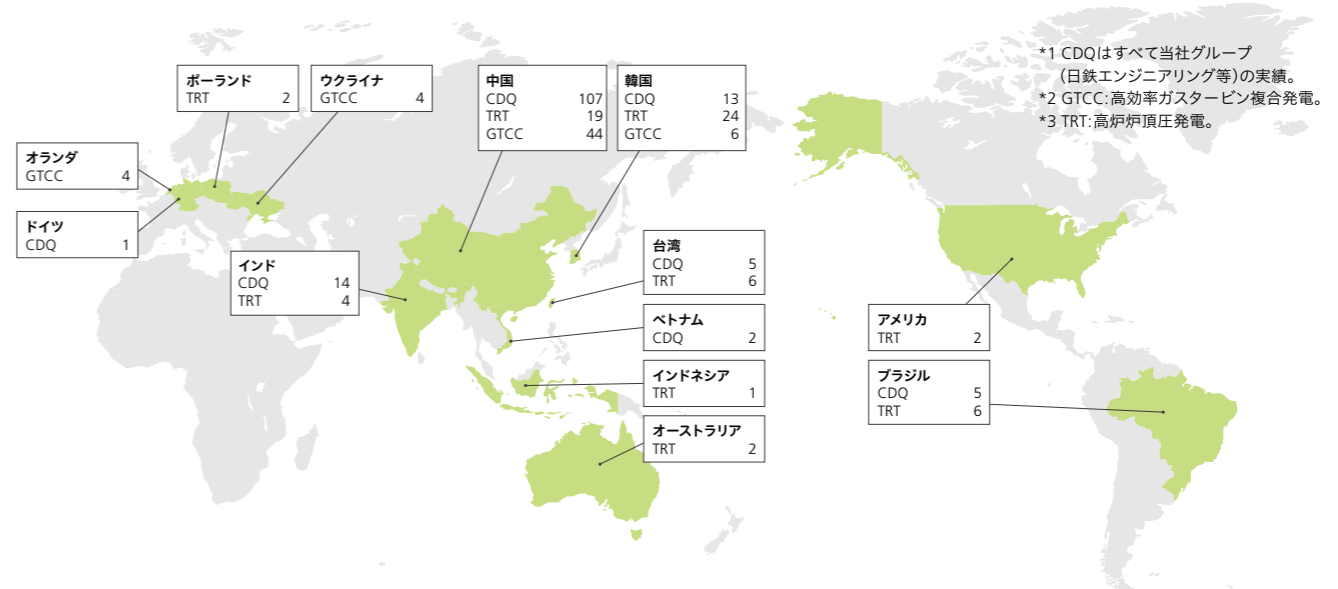 *1 CDQはすべて当社グループ
（日鉄エンジニアリング等）の実績。
*2 GTCC：高効率ガスタービン複合発電。
*3 TRT：高炉炉頂圧発電。
ポーランド
TRT 2
ウクライナ
GTCC 4
中国
CDQ 107
TRT 19
GTCC 44
韓国
CDQ 13
TRT 24
GTCC 6
オランダ
GTCC 4
ドイツ
CDQ 1
インド
CDQ 14
TRT 4
台湾
CDQ 5
TRT 6
ベトナム
CDQ 2
インドネシア
TRT 1
オーストラリア
TRT 2
アメリカ
TRT 2
ブラジル
CDQ 5
TRT 6